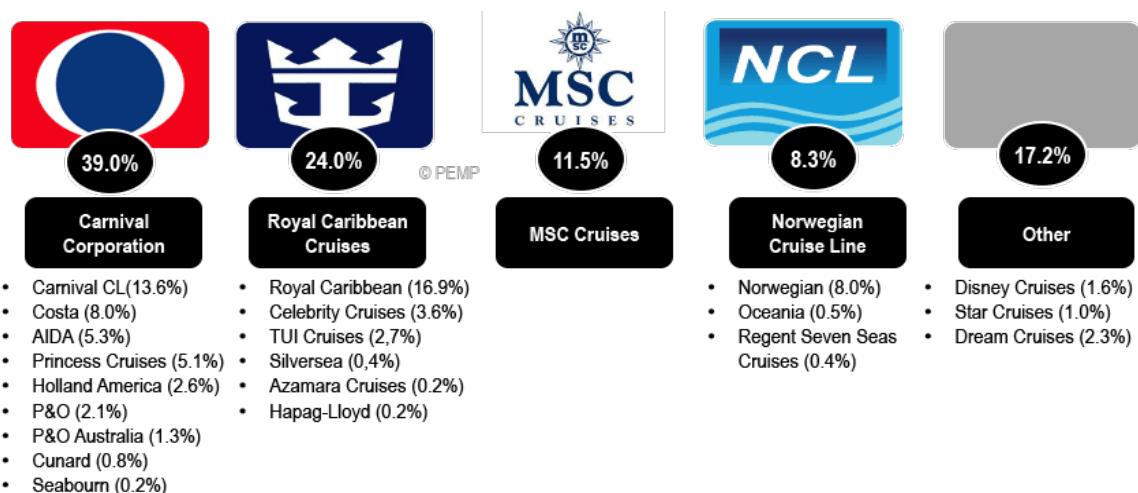 NCL
m
SC
MSC
CRUISES
39.0%
24.0%
© PEMP
11.5%
8.3%
17.2%
Carnival
Corporation
Royal Caribbean
Cruises
MSC Cruises
Norwegian
Cruise Line
Other
• Carnival CL(13.6%)
• Costa (8.0%)
• AIDA (5.3%)
• Princess Cruises (5.1%)
• Holland America (2.6%)
• P&O (2.1%)
• P&O Australia (1.3%)
• Cunard (0.8%)
• Seabourn (0.2%)
• Royal Caribbean (16.9%)
• Celebrity Cruises (3.6%)
• TUI Cruises (2,7%)
• Silversea (0,4%)
• Azamara Cruises (0.2%)
• Hapag-Lloyd (0.2%)
• Norwegian (8.0%)
• Oceania (0.5%)
• Regent Seven Seas
Cruises (0.4%)
• Disney Cruises (1.6%)
• Star Cruises (1.0%)
• Dream Cruises (2.3%)